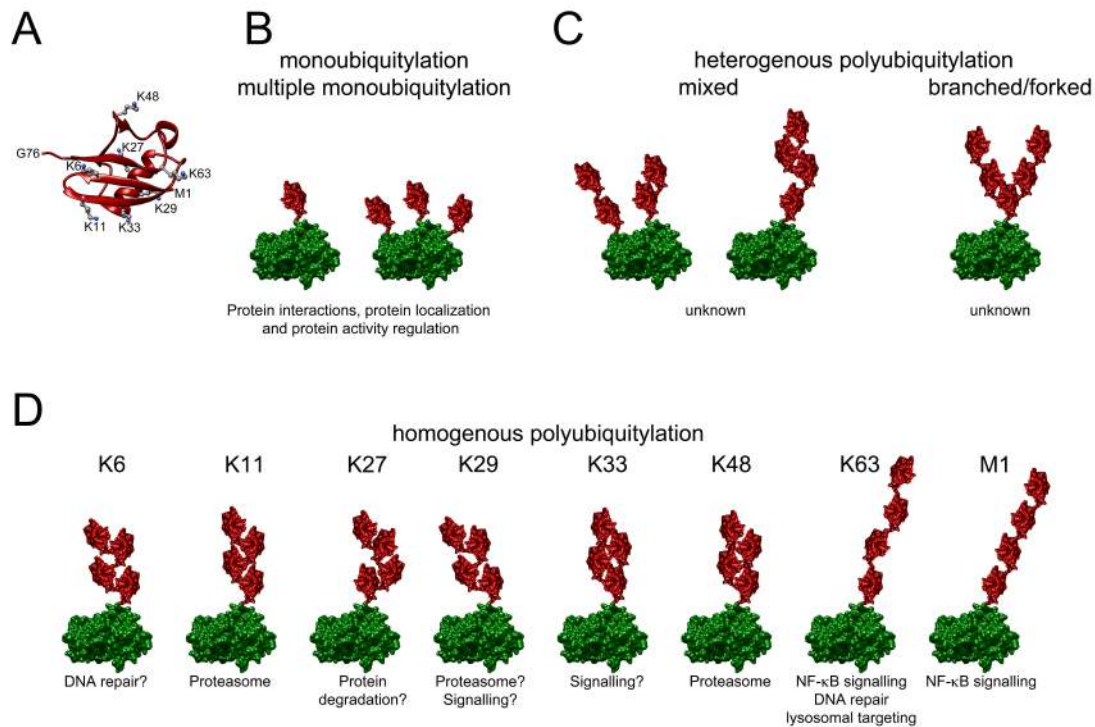 A
K48
G76
K27
K6
K63
M1
K29
K11
K33
B
monoubiquitylation
multiple monoubiquitylation
Protein interactions, protein localization
and protein activity regulation
C
heterogenous polyubiquitylation
mixed
branched/forked
unknown
unknown
D
homogenous polyubiquitylation
K6
K11
K27
K29
K33
K48
K63
M1
DNA repair?
Proteasome
Protein
degradation?
Proteasome?
Signalling?
Signalling?
Proteasome
NF-κB signalling
DNA repair
lysosomal targeting
NF-κB signalling